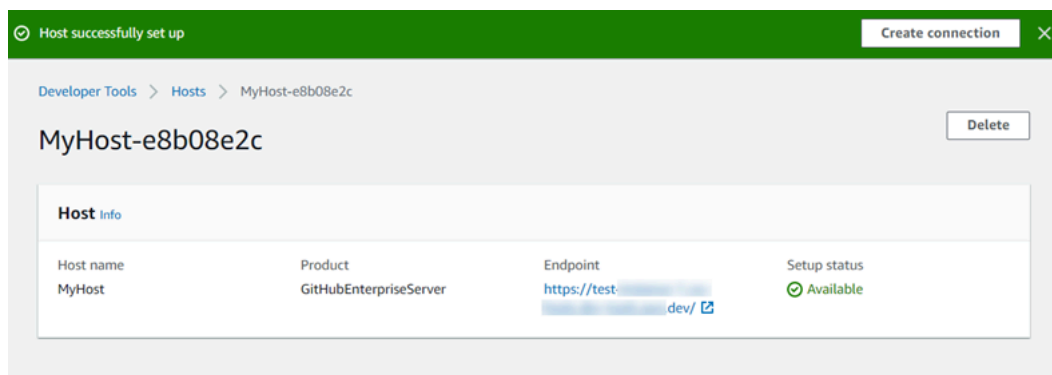 Host successfully set up
Create connection
Developer Tools > Hosts > MyHost-e8b08e2c
MyHost-e8b08e2c
Delete
Host Info
Host name
Product
Endpoint
Setup status
MyHost
GitHubEnterpriseServer
https://test-
dev/
Available